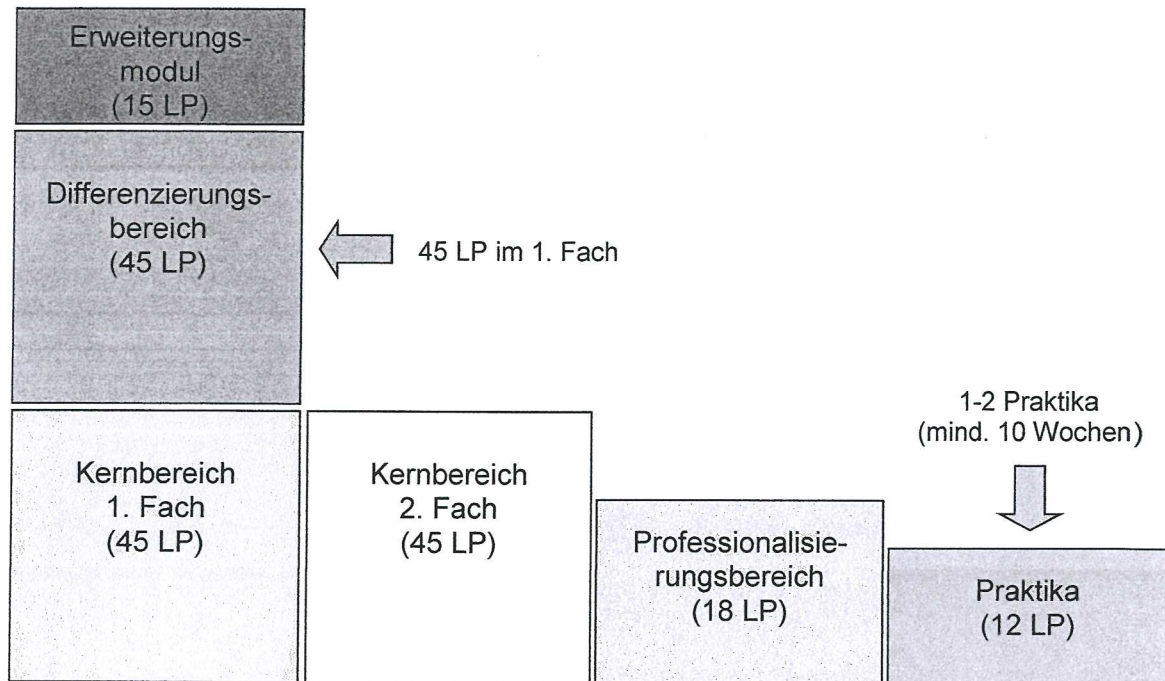 Erweiterungs-
modul
(15 LP)
Differenzierungs-
bereich
(45 LP)
45 LP im 1. Fach
1-2 Praktika
(mind. 10 Wochen)
Kernbereich
1. Fach
(45 LP)
Kernbereich
2. Fach
(45 LP)
Professionalisie-
rungsbereich
(18 LP)
Praktika
(12 LP)